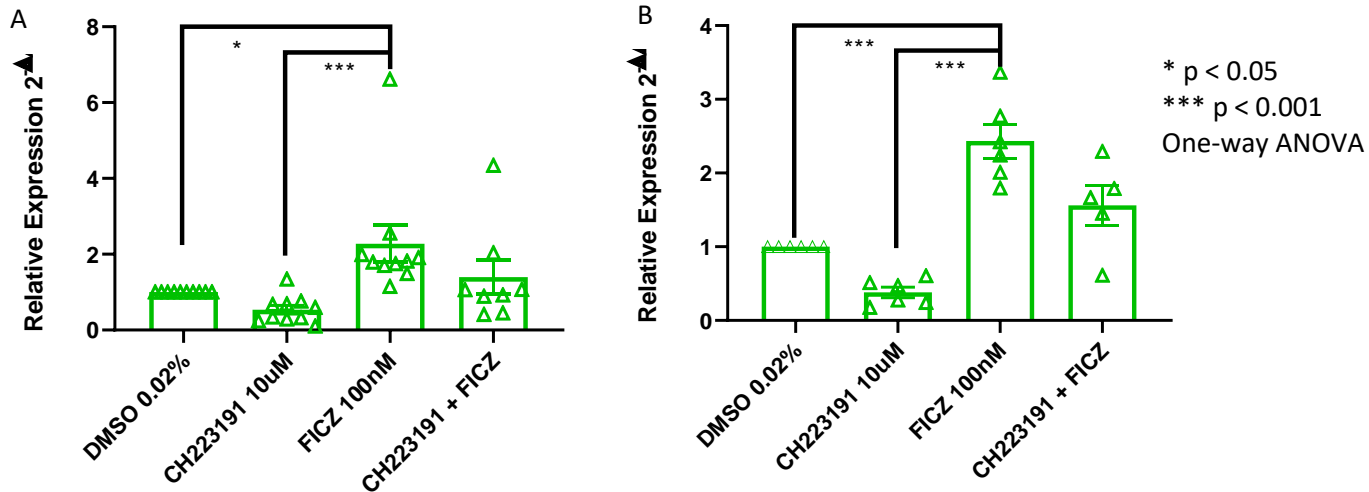 A
Relative Expression 2
8
6
4
2
0
*
***
DMSO 0.02%
CH223191 10uM
FICZ 100nM
CH223191 + FICZ
B
Relative Expression 2
4
3
2
1
0
***
***
DMSO 0.02%
CH223191 10uM
FICZ 100nM
CH223191 + FICZ
* p < 0.05
*** p < 0.001
One-way ANOVA